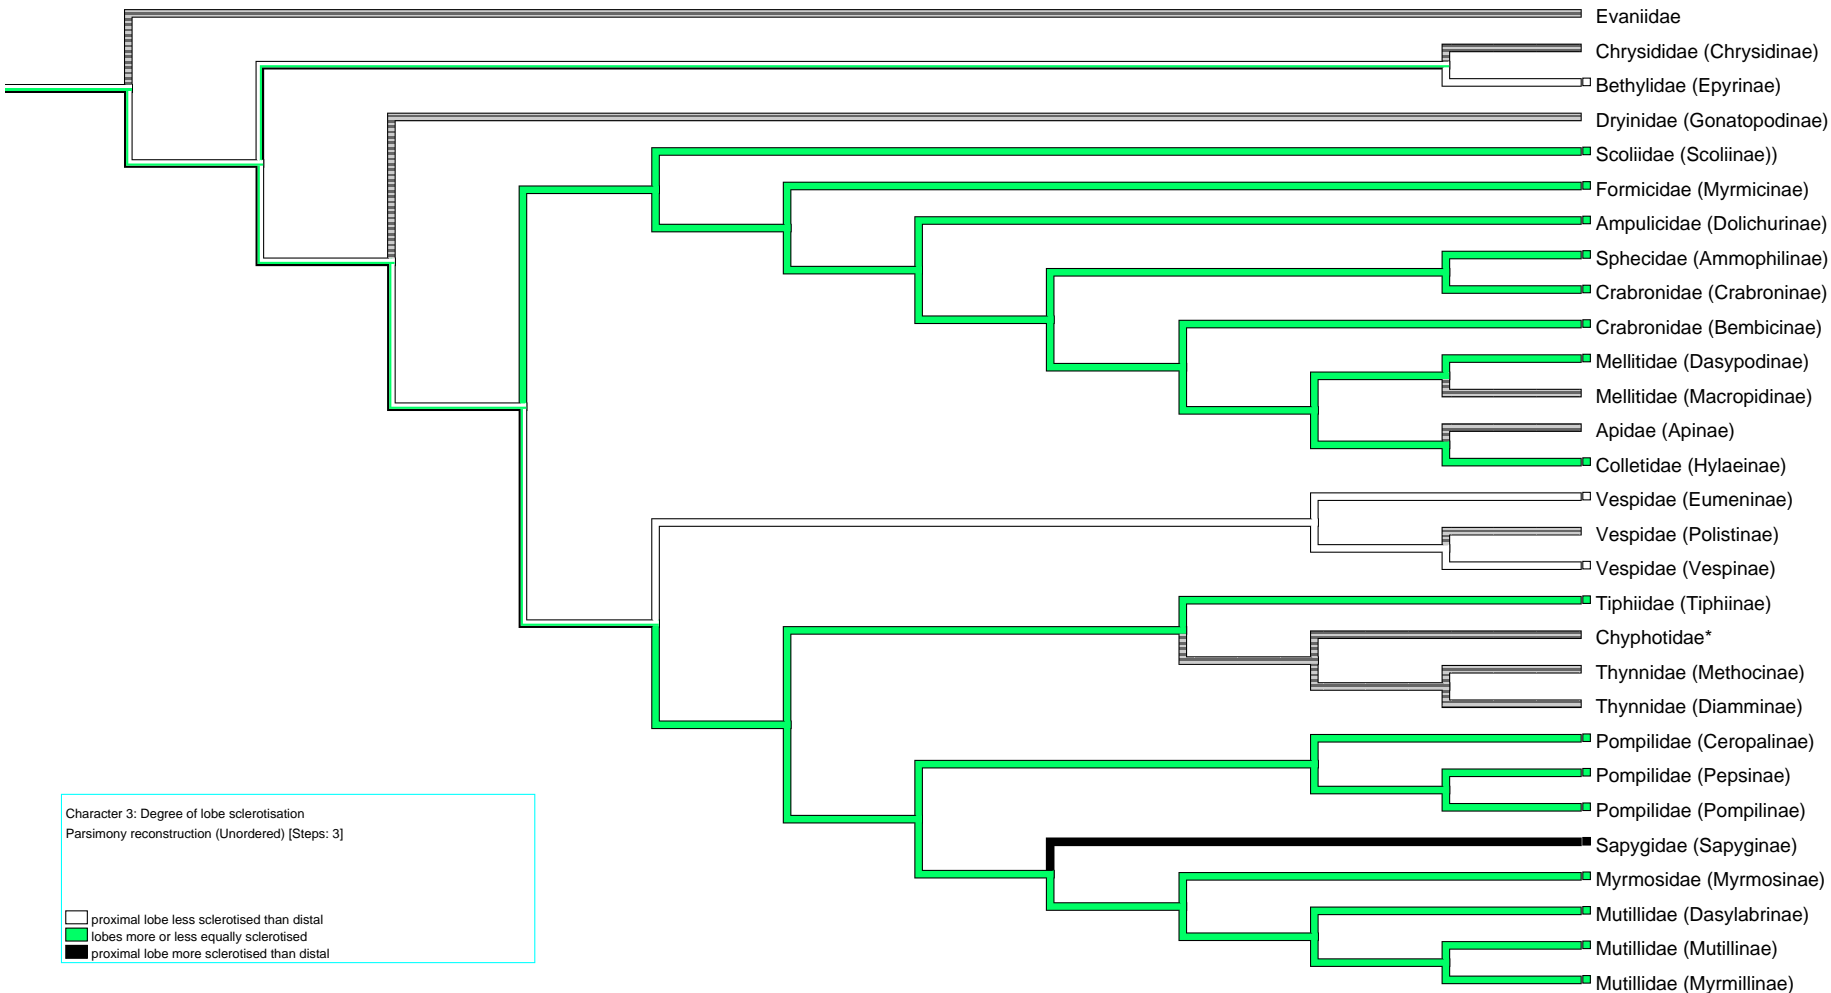 Evaniidae
Chrysididae (Chrysidinae)
Bethylidae (Epyrinae)
Dryinidae (Gonatopodinae)
Scoliidae (Scoliinae))
Formicidae (Myrmicinae)
Ampulicidae (Dolichurinae)
Sphecidae (Ammophilinae)
Crabronidae (Crabroninae)
Crabronidae (Bembicinae)
Mellitidae (Dasypodinae)
Mellitidae (Macropidinae)
Apidae (Apinae)
Colletidae (Hylaeinae)
Vespidae (Eumeninae)
Vespidae (Polistinae)
Vespidae (Vespinae)
Tiphiidae (Tiphiinae)
Chyphotidae*
Thynnidae (Methocinae)
Thynnidae (Diamminae)
Pompilidae (Ceropalinae)
Pompilidae (Pepsinae)
Pompilidae (Pompilinae)
Sapygidae (Sapyginae)
Myrmosidae (Myrmosinae)
Mutillidae (Dasylabrinae)
Mutillidae (Mutillinae)
Mutillidae (Myrmillinae)
Character 3: Degree of lobe sclerotisation
Parsimony reconstruction (Unordered) [Steps: 3]
proximal lobe less sclerotised than distal
lobes more or less equally sclerotised
proximal lobe more sclerotised than distal